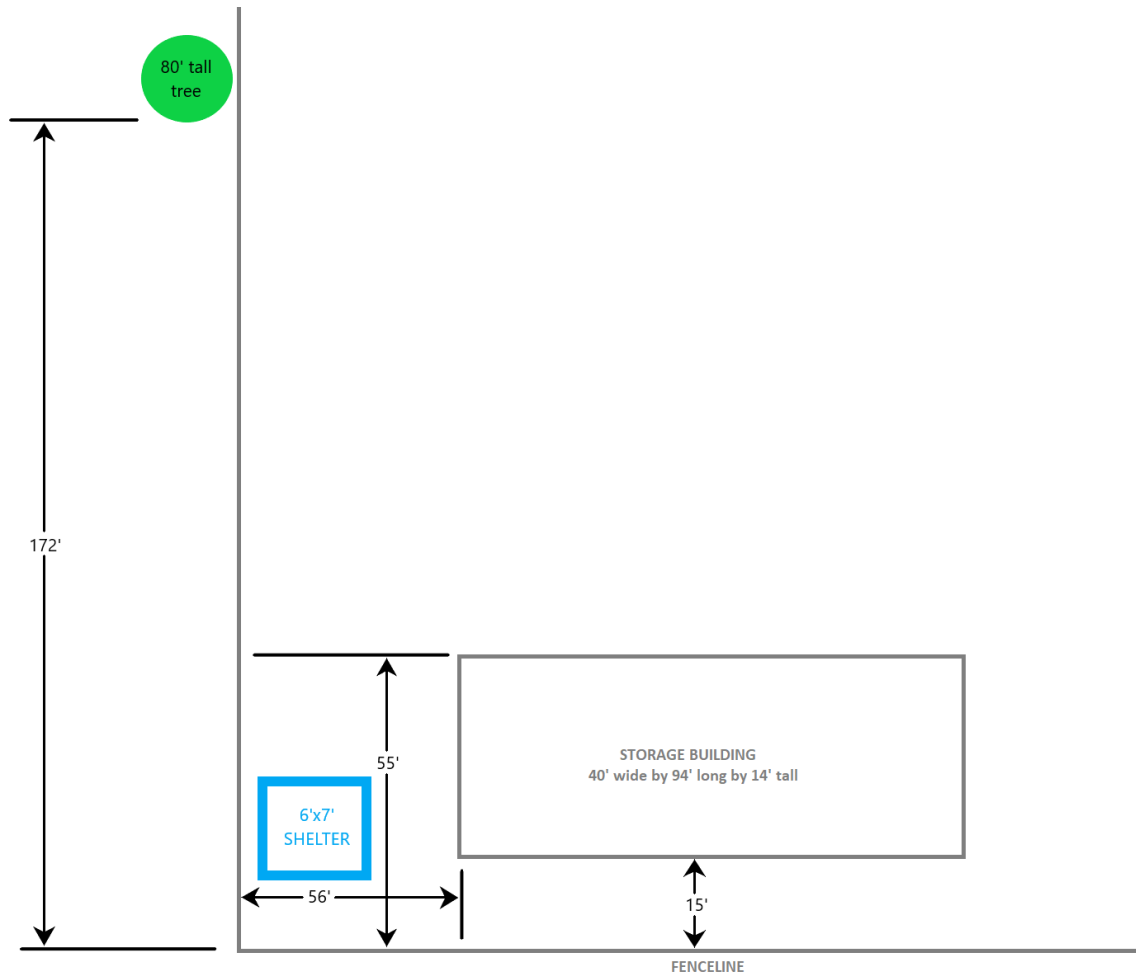 80' tall
tree
172'
55'
STORAGE BUILDING
40' wide by 94' long by 14' tall
6'x7'
SHELTER
56'
15'
FENCELINE